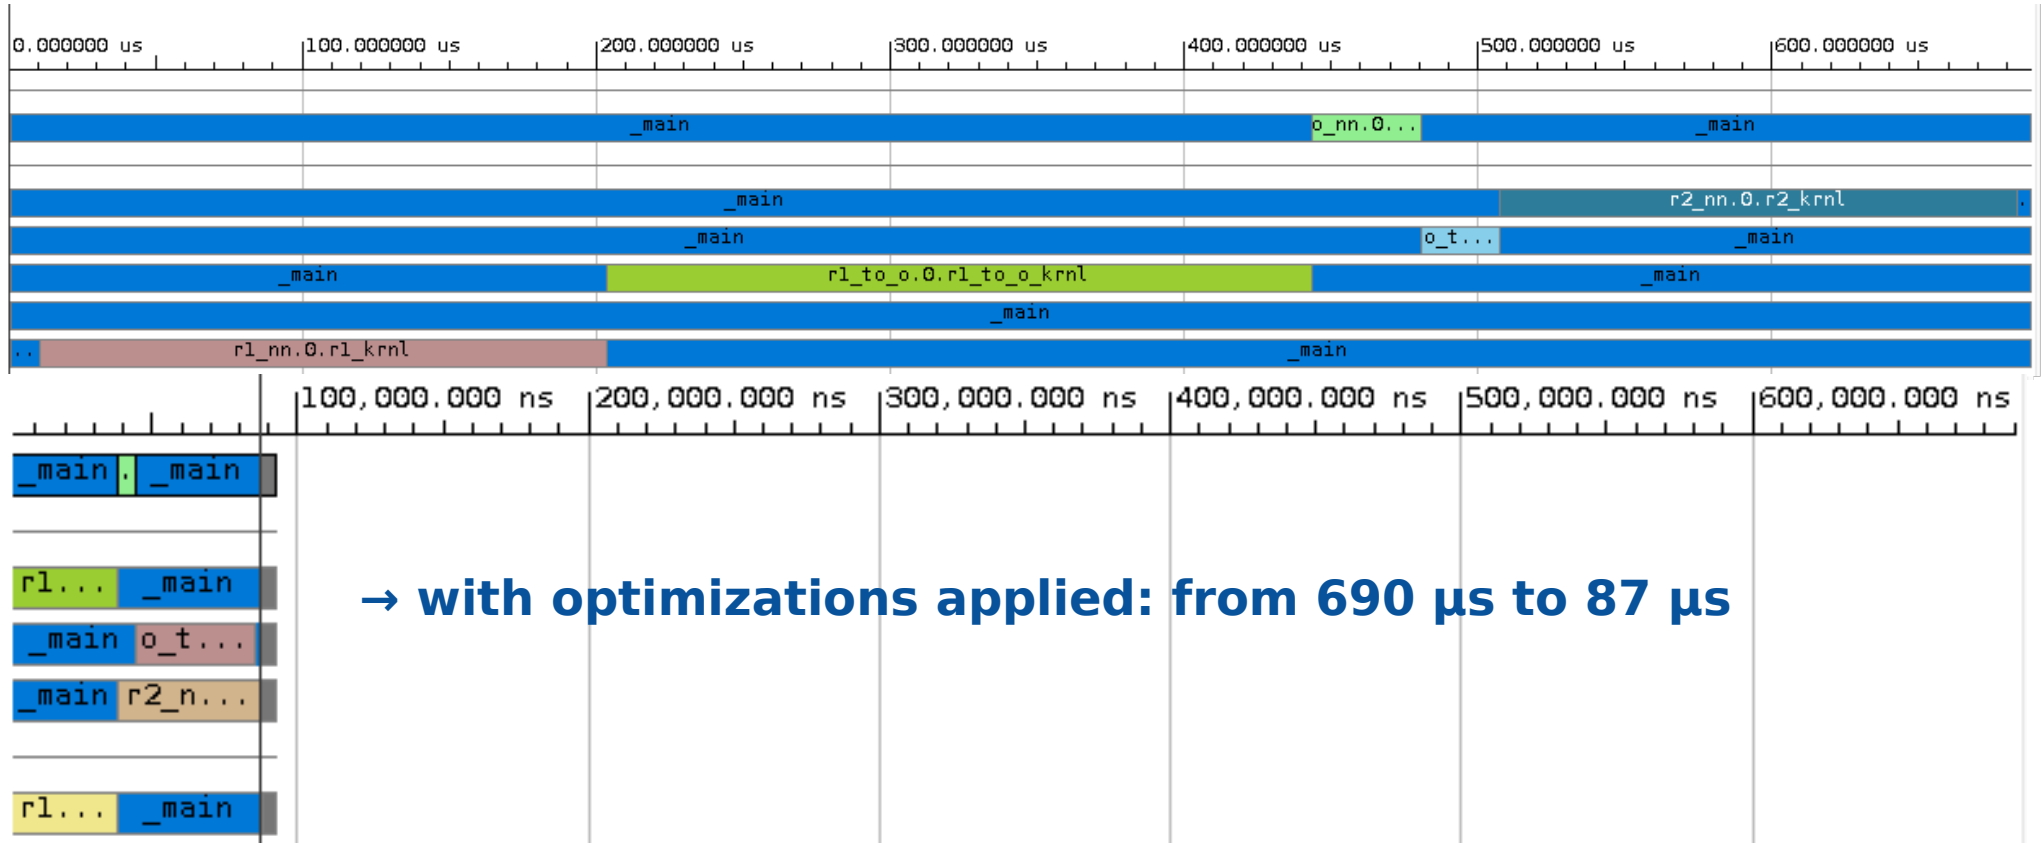 0.000000 us 100.000000 us 200.000000 us 300.000000 us 400.000000 us 500.000000 us 600.000000 us
_main o_nn.0... _main
_main r2_nn.0.r2_krnl .
_main o_t... _main
_main r1_to_o.0.r1_to_o_krnl _main
_main
.. r1_nn.0.r1_krnl _main
100,000.000 ns 200,000.000 ns 300,000.000 ns 400,000.000 ns 500,000.000 ns 600,000.000 ns
_main . _main
r1... _main
→ with optimizations applied: from 690 µs to 87 µs
_main o_t...
_main r2_n...
r1... _main